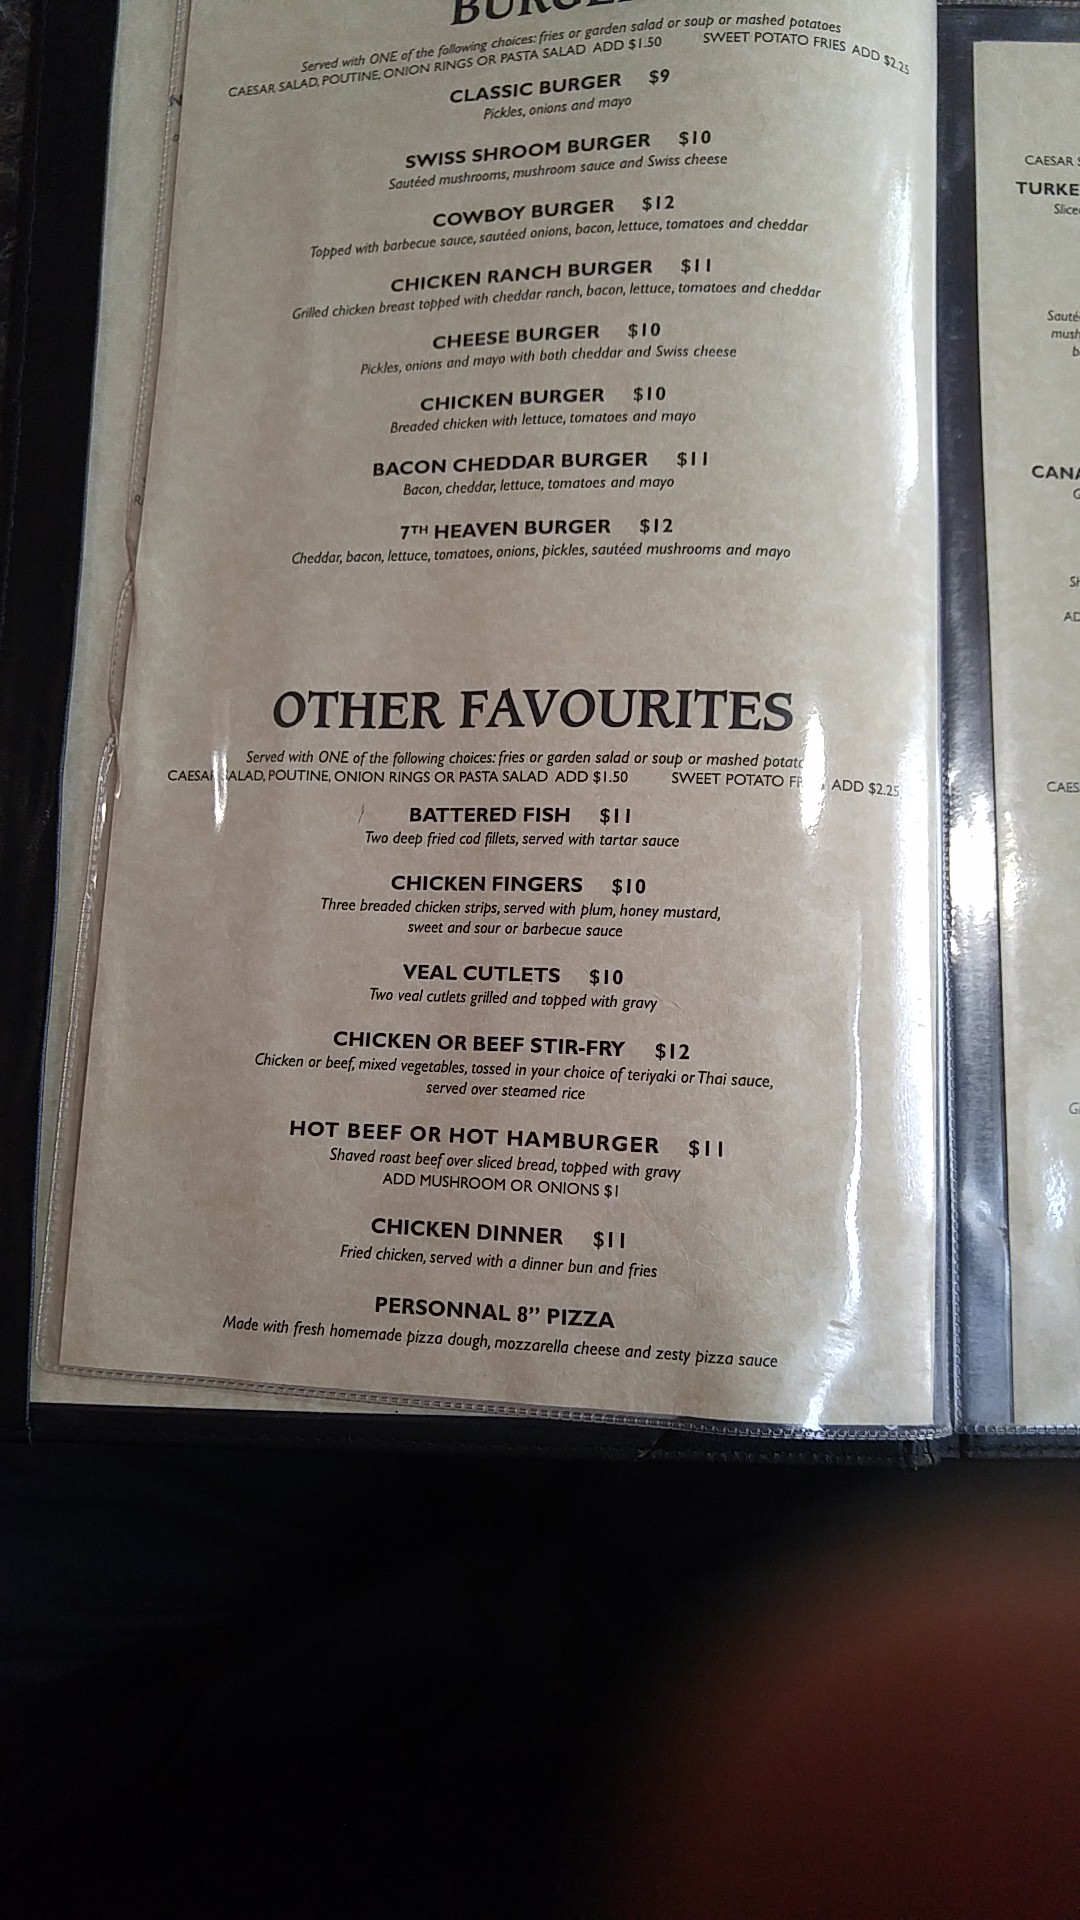 Served with ONE of the following choices: fries or garden salad or soup or mashed potatoes
CAESAR SALAD, POUTINE, ONION RINGS OR PASTA SALAD ADD $1.50 SWEET POTATO FRIES ADD $2.25
CLASSIC BURGER $9
Pickles, onions and mayo
SWISS SHROOM BURGER $10
Sautéed mushrooms, mushroom sauce and Swiss cheese
COWBOY BURGER $12
Topped with barbecue sauce, sautéed onions, bacon, lettuce, tomatoes and cheddar
CHICKEN RANCH BURGER $11
Grilled chicken breast topped with cheddar ranch, bacon, lettuce, tomatoes and cheddar
CHEESE BURGER $10
Pickles, onions and mayo with both cheddar and Swiss cheese
CHICKEN BURGER $10
Breaded chicken with lettuce, tomatoes and mayo
BACON CHEDDAR BURGER $11
Bacon, cheddar, lettuce, tomatoes and mayo
7TH HEAVEN BURGER $12
Cheddar, bacon, lettuce, tomatoes, onions, pickles, sautéed mushrooms and mayo
OTHER FAVOURITES
Served with ONE of the following choices: fries or garden salad or soup or mashed
CAESAR SALAD, POUTINE, ONION RINGS OR PASTA SALAD ADD $1.50 SWEET POTATO ADD $2.25
BATTERED FISH $11
Two deep fried cod fillets, served with tartar sauce
CHICKEN FINGERS $10
Three breaded chicken strips, served with plum, honey mustard,
sweet and sour or barbecue sauce
VEAL CUTLETS $10
Two veal cutlets grilled and topped with gravy
CHICKEN OR BEEF STIR-FRY $12
Chicken or beef, mixed vegetables, tossed in your choice of teriyaki or Thai sauce,
served over steamed rice
HOT BEEF OR HOT HAMBURGER $11
Shaved roast beef over sliced bread, topped with gravy
ADD MUSHROOM OR ONIONS $1
CHICKEN DINNER $11
Fried chicken, served with a dinner bun and fries
PERSONNAL 8” PIZZA
Made with fresh homemade pizza dough, mozzarella cheese and zesty pizza sauce
CAESAR